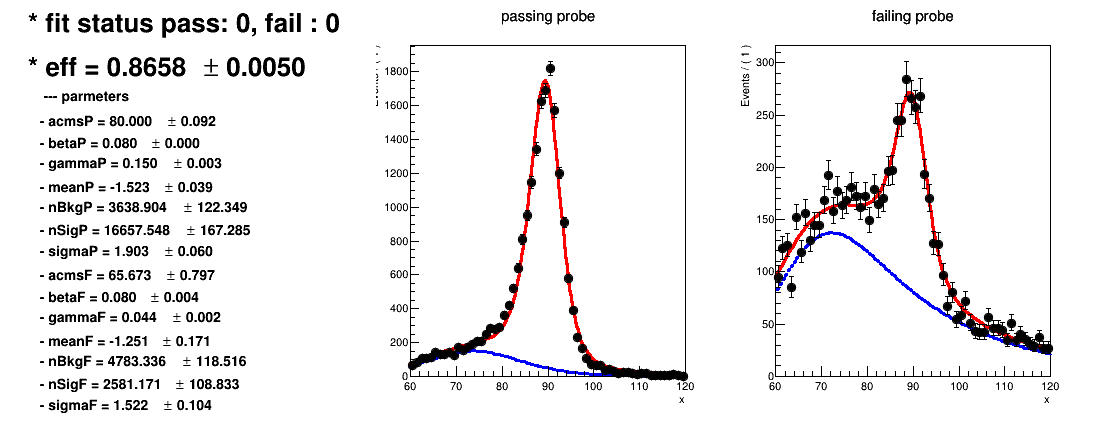 * fit status pass: 0, fail : 0
* eff = 0.8658 ± 0.0050
--- parmeters
- acmsP = 80.000 ± 0.092
- betaP = 0.080 ± 0.000
- gammaP = 0.150 ± 0.003
- meanP = -1.523 ± 0.039
- nBkgP = 3638.904 ± 122.349
- nSigP = 16657.548 ± 167.285
- sigmaP = 1.903 ± 0.060
- acmsF = 65.673 ± 0.797
- betaF = 0.080 ± 0.004
- gammaF = 0.044 ± 0.002
- meanF = -1.251 ± 0.171
- nBkgF = 4783.336 ± 118.516
- nSigF = 2581.171 ± 108.833
- sigmaF = 1.522 ± 0.104
passing probe
1800
1600
1400
1200
1000
800
600
400
200
0
60 70 80 90 100 110 120
x
failing probe
Events / ( 1 )
300
250
200
150
100
50
0
60 70 80 90 100 110 120
x